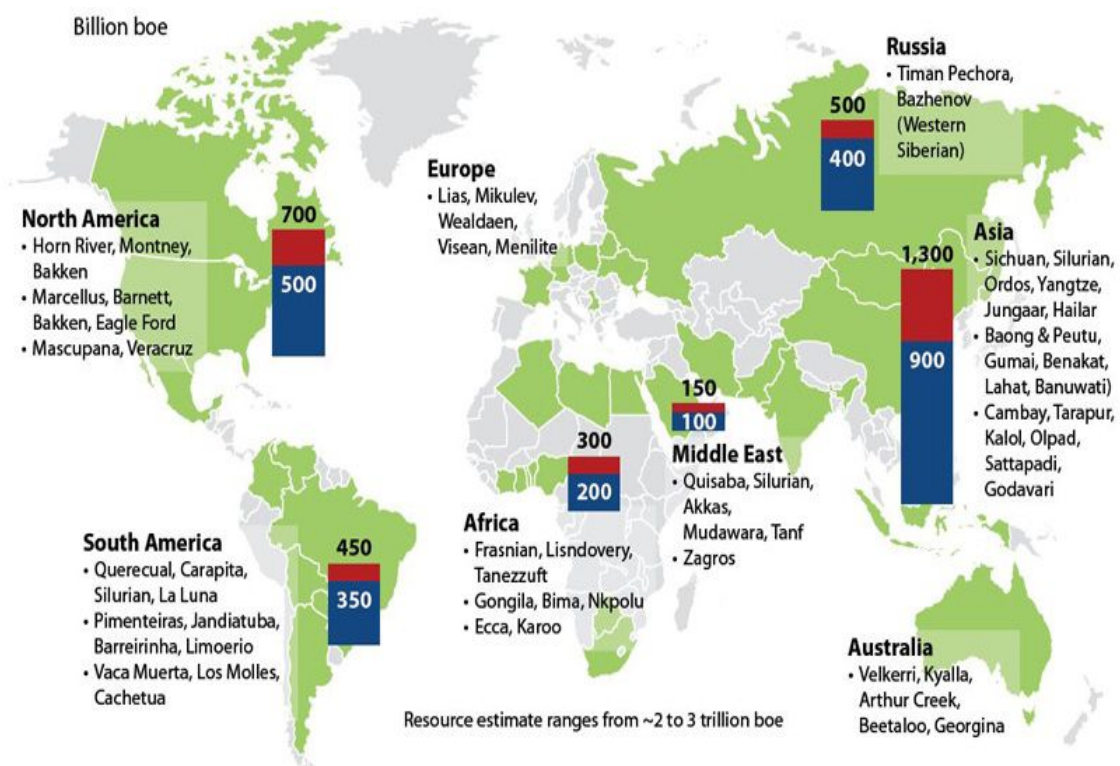 Billion boe
Russia
• Timan Pechora,
Bazhenov
(Western
Siberian)
500
400
Europe
• Lias, Mikulev,
Wealdaen,
Visean, Menilite
North America
• Horn River, Montney,
Bakken
• Marcellus, Barnett,
Bakken, Eagle Ford
• Mascupana, Veracruz
700
500
Asia
• Sichuan, Silurian,
Ordos, Yangtze,
Jungaar, Hailar
• Baong & Peutu,
Gumai, Benakat,
Lahat, Banuwati)
• Cambay, Tarapur,
Kalol, Olpad,
Sattapadi,
Godavari
1,300
900
150
100
Middle East
• Quisaba, Silurian,
Akkas,
Mudawara, Tanf
• Zagros
300
200
Africa
• Frasnian, Lisndovery,
Tanezzuft
• Gongila, Bima, Nkpolu
• Ecca, Karoo
South America
• Querecual, Carapita,
Silurian, La Luna
• Pimenteiras, Jandiatuba,
Barreirinha, Limoerio
• Vaca Muerta, Los Molles,
Cachetua
450
350
Australia
• Velkerri, Kyalla,
Arthur Creek,
Beetaloo, Georgina
Resource estimate ranges from ~2 to 3 trillion boe